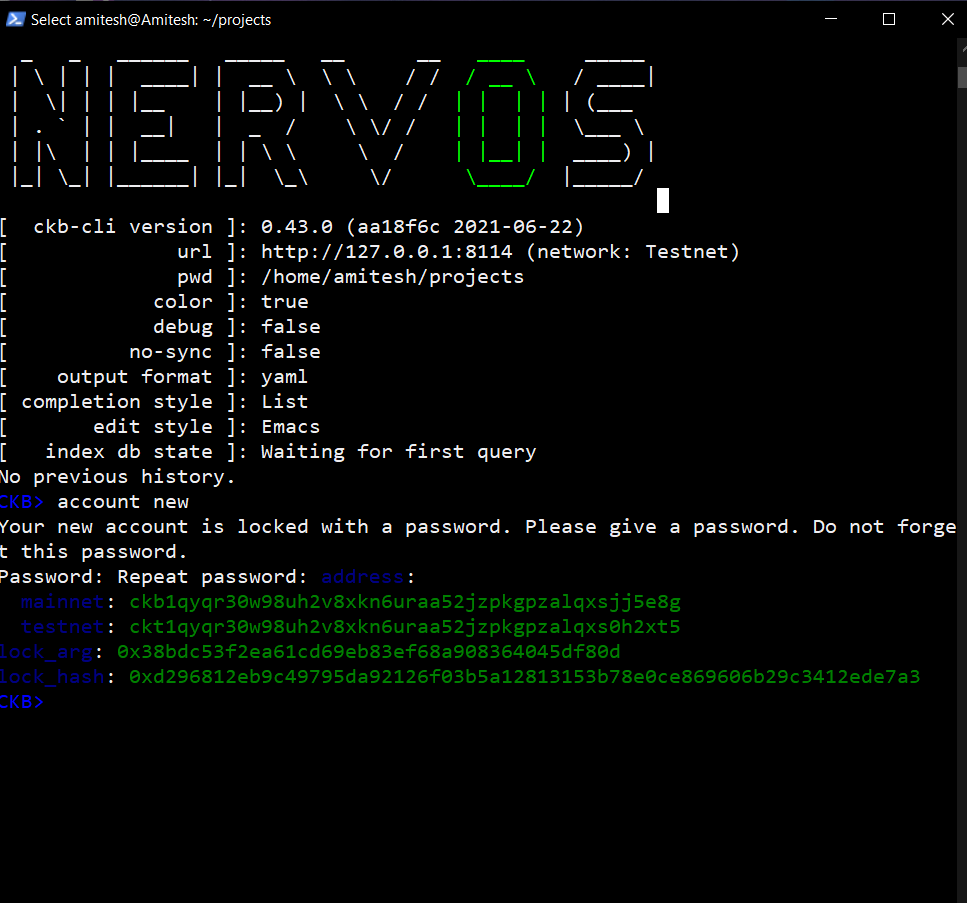 Select amitesh@Amitesh: ~/projects
NERVOS
[  ckb-cli version ]: 0.43.0 (aa18f6c 2021-06-22)
[              url ]: http://127.0.0.1:8114 (network: Testnet)
[              pwd ]: /home/amitesh/projects
[            color ]: true
[            debug ]: false
[          no-sync ]: false
[    output format ]: yaml
[ completion style ]: List
[       edit style ]: Emacs
[   index db state ]: Waiting for first query
No previous history.
CKB> account new
Your new account is locked with a password. Please give a password. Do not forge
t this password.
Password: Repeat password: address:
  mainnet: ckb1qyqr30w98uh2v8xkn6uraa52jzpkgpzalqxsjj5e8g
  testnet: ckt1qyqr30w98uh2v8xkn6uraa52jzpkgpzalqxs0h2xt5
lock_arg: 0x38bdc53f2ea61cd69eb83ef68a908364045df80d
lock_hash: 0xd296812eb9c49795da92126f03b5a12813153b78e0ce869606b29c3412ede7a3
CKB>